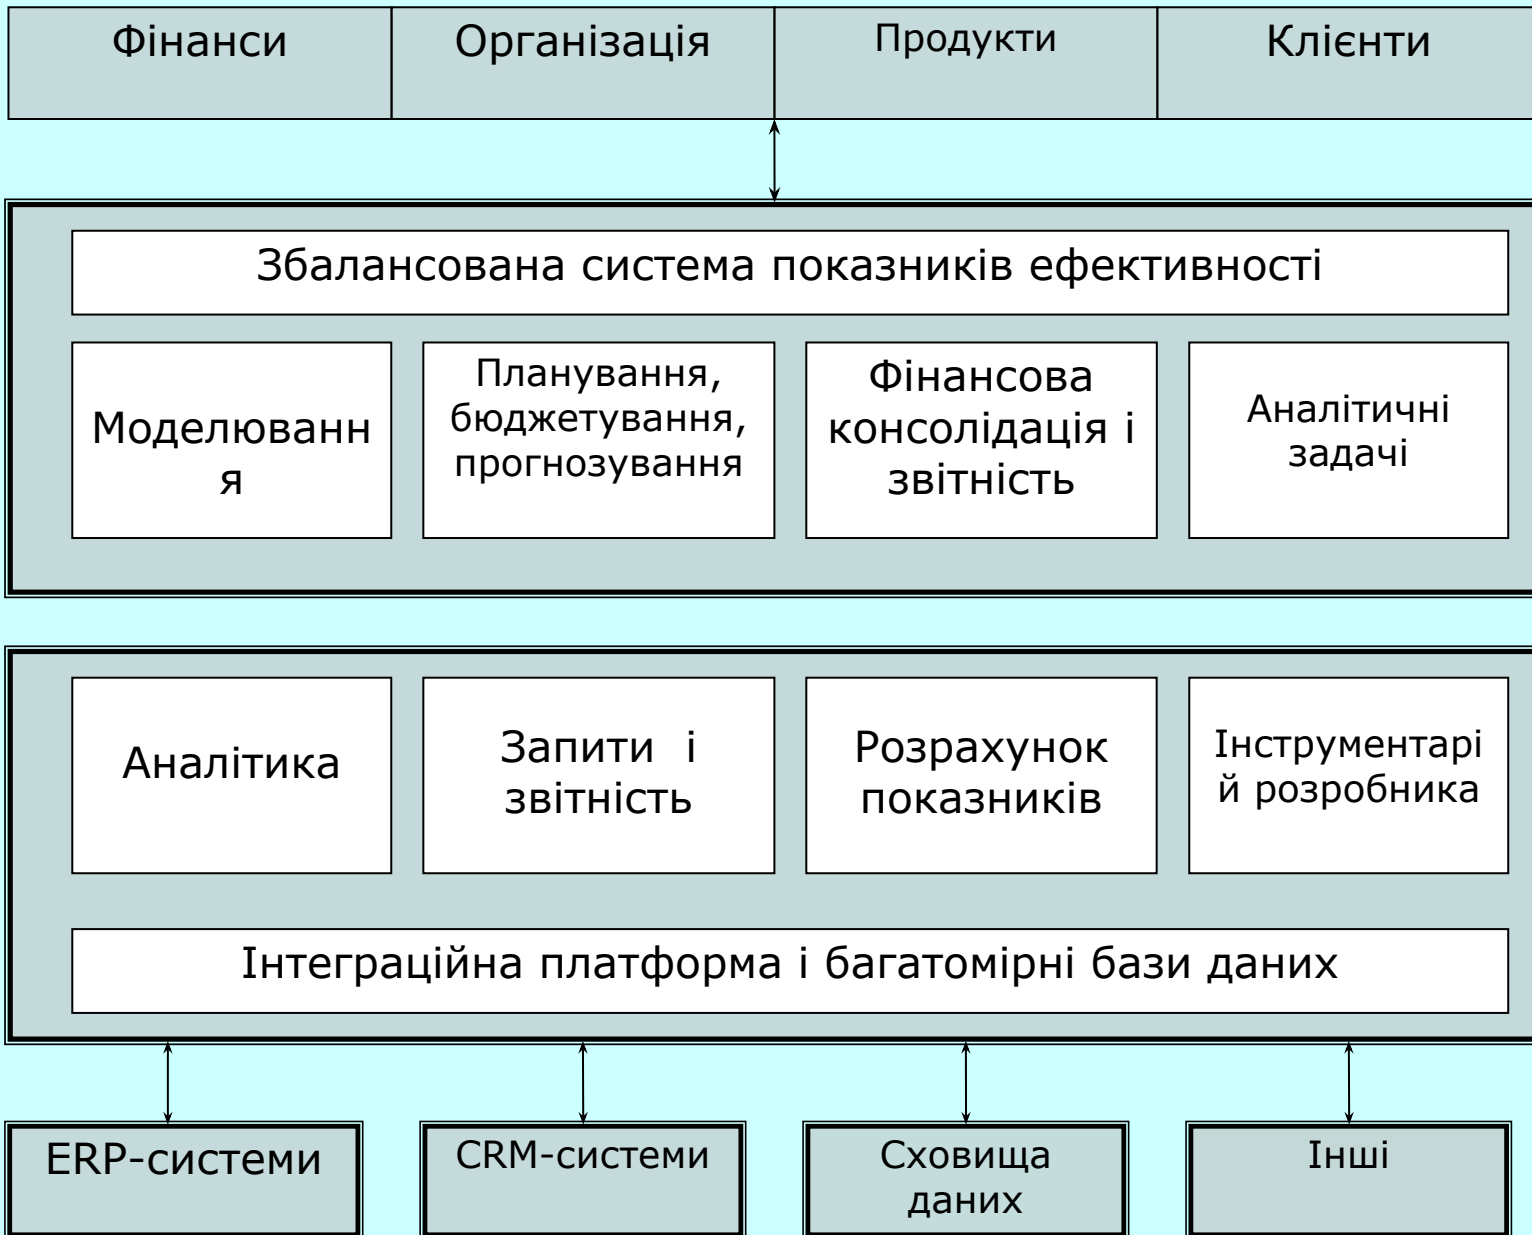 Фінанси
Організація
Продукти
Клієнти
Збалансована система показників ефективності
Моделюванн
я
Планування,
бюджетування,
прогнозування
Фінансова
консолідація і
звітність
Аналітичні
задачі
Аналітика
Запити і
звітність
Розрахунок
показників
Інструментарі
й розробника
Інтеграційна платформа і багатомірні бази даних
ERP-системи
CRM-системи
Сховища
даних
Інші